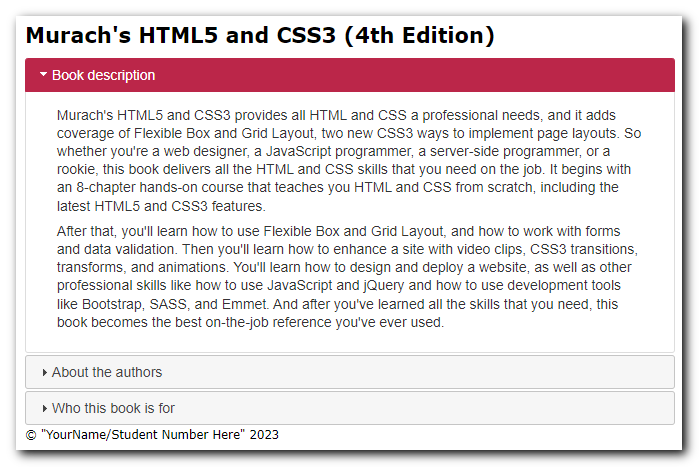 Murach's HTML5 and CSS3 (4th Edition)
Book description
Murach's HTML5 and CSS3 provides all HTML and CSS a professional needs, and it adds
coverage of Flexible Box and Grid Layout, two new CSS3 ways to implement page layouts. So
whether you're a web designer, a JavaScript programmer, a server-side programmer, or a
rookie, this book delivers all the HTML and CSS skills that you need on the job. It begins with
an 8-chapter hands-on course that teaches you HTML and CSS from scratch, including the
latest HTML5 and CSS3 features.
After that, you'll learn how to use Flexible Box and Grid Layout, and how to work with forms
and data validation. Then you'll learn how to enhance a site with video clips, CSS3 transitions,
transforms, and animations. You'll learn how to design and deploy a website, as well as other
professional skills like how to use JavaScript and jQuery and how to use development tools
like Bootstrap, SASS, and Emmet. And after you've learned all the skills that you need, this
book becomes the best on-the-job reference you've ever used.
About the authors
Who this book is for
© "YourName/Student Number Here" 2023